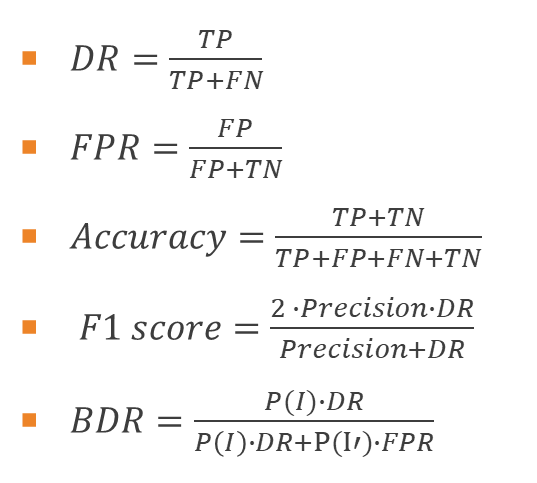 ▪ DR = TP / TP+FN
▪ FPR = FP / FP+TN
▪ Accuracy = TP+TN / TP+FP+FN+TN
▪ F1 score = 2 ·Precision·DR / Precision+DR
▪ BDR = P(I)·DR / P(I)·DR+P(I′)·FPR